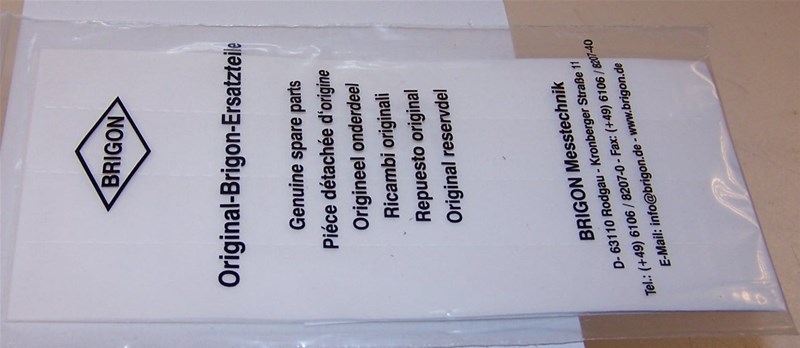 BRIGON
Original-Brigon-Ersatzteile
Genuine spare parts
Piéce détachée d'origine
Origineel onderdeel
Ricambi originali
Repuesto original
Original reservdel
BRIGON Messtechnik
D- 63110 Rodgau - Kronberger Straße 11
Tel.: (+49) 6106 / 8207-0 - Fax: (+49) 6106 / 8207-40
E-Mail: info@brigon.de - www.brigon.de